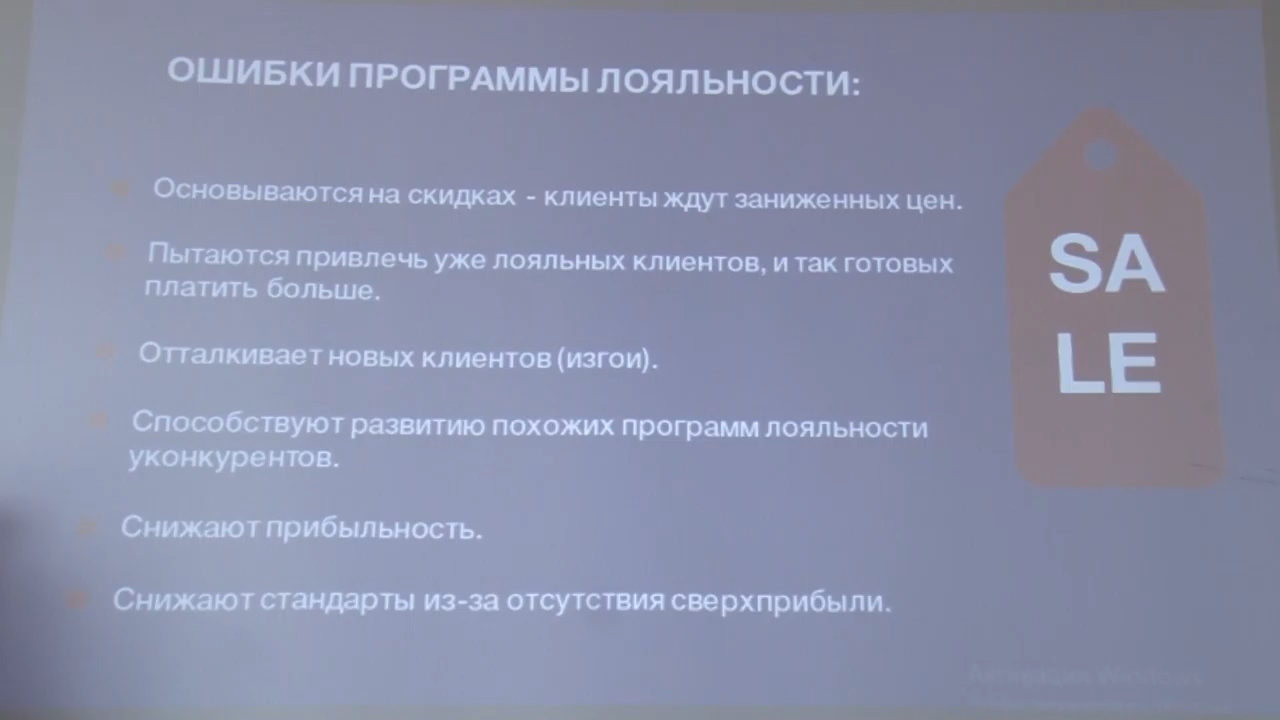 ОШИБКИ ПРОГРАММЫ ЛОЯЛЬНОСТИ:
Основываются на скидках - клиенты ждут заниженных цен.
Пытаются привлечь уже лояльных клиентов, и так готовых
платить больше.
Отталкивает новых клиентов (изгои).
Способствуют развитию похожих программ лояльности
уконкурентов.
Снижают прибыльность.
Снижают стандарты из-за отсутствия сверхприбыли.
SA
LE
Активация Windows